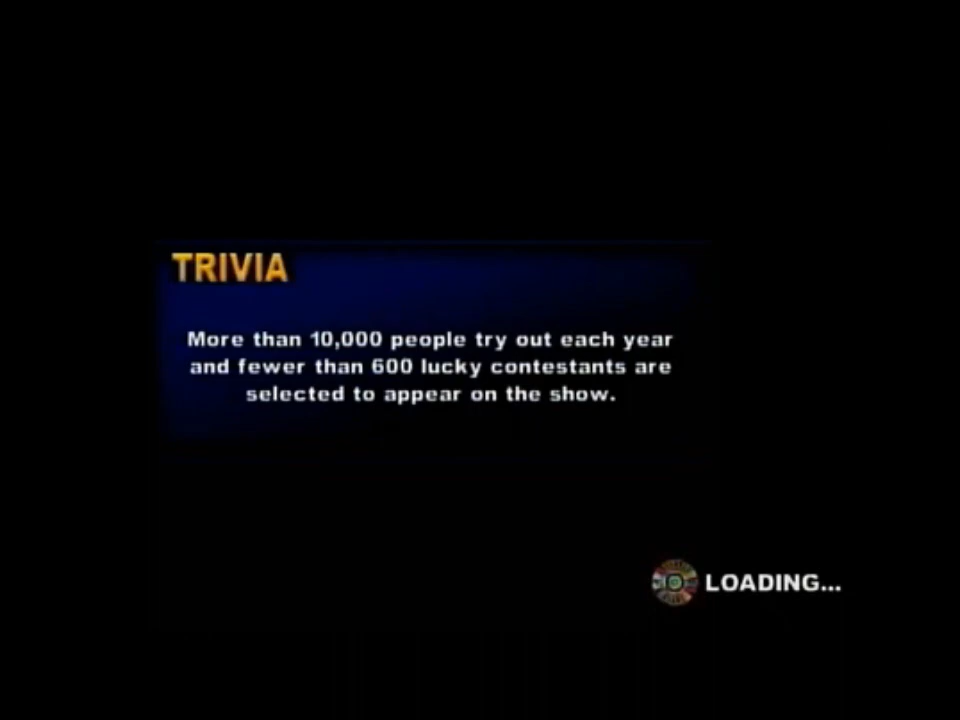 TRIVIA
More than 10,000 people try out each year
and fewer than 600 lucky contestants are
selected to appear on the show.
LOADING...